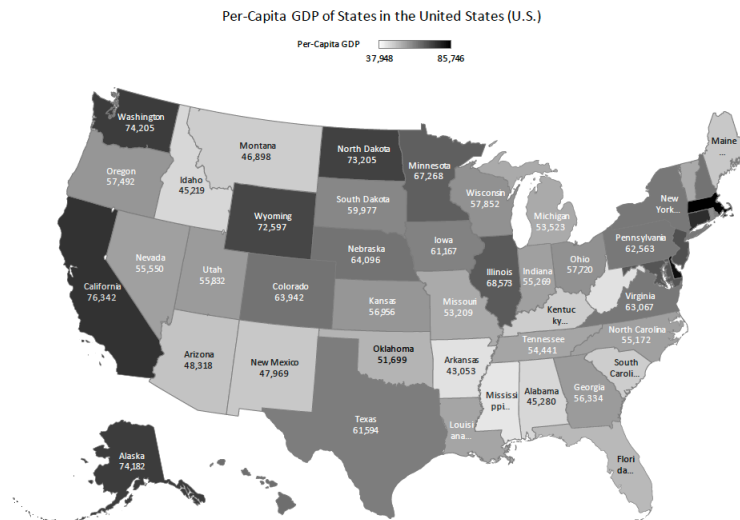 Per-Capita GDP of States in the United States (U.S.)
Per-Capita GDP
37,948
85,746
Washington
74,205
Montana
46,898
North Dakota
73,205
Minnesota
67,268
Maine
...
Oregon
57,492
Idaho
45,219
Wyoming
72,597
South Dakota
59,977
Wisconsin
57,852
Michigan
53,523
New
York...
Nevada
55,550
Utah
55,832
Nebraska
64,096
Iowa
61,167
Illinois
68,573
Indiana
55,269
Ohio
57,720
Pennsylvania
62,563
California
76,342
Colorado
63,942
Kansas
56,956
Missouri
53,209
Kentuc
ky...
Virginia
63,067
Arizona
48,318
New Mexico
47,969
Oklahoma
51,699
Arkansas
43,053
Tennessee
54,441
North Carolina
55,172
South
Caroli...
Texas
61,594
Louisi
ana...
Mississi
ppi...
Alabama
45,280
Georgia
56,334
Flori
da...
Alaska
74,182